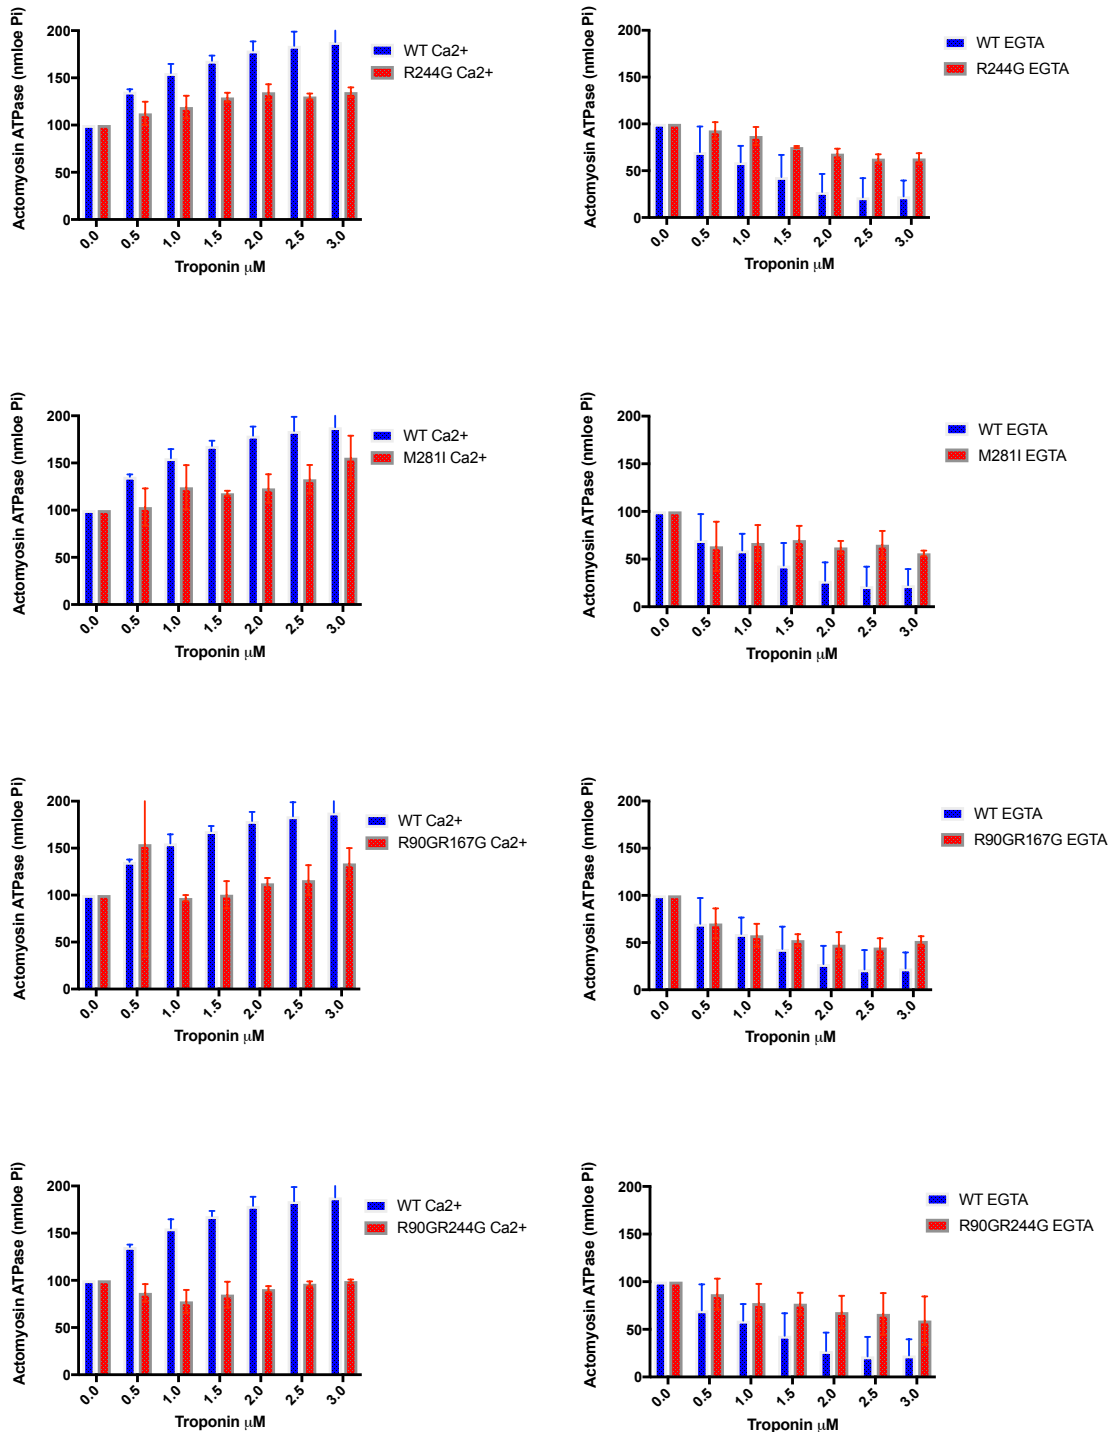 Actomyosin ATPase (nmloe Pi)
200
150
100
50
0
0.0 0.5 1.0 1.5 2.0 2.5 3.0
Troponin μM
WT Ca2+
R244G Ca2+
Actomyosin ATPase (nmloe Pi)
200
150
100
50
0
0.0 0.5 1.0 1.5 2.0 2.5 3.0
Troponin μM
WT EGTA
R244G EGTA
Actomyosin ATPase (nmloe Pi)
200
150
100
50
0
0.0 0.5 1.0 1.5 2.0 2.5 3.0
Troponin μM
WT Ca2+
M281I Ca2+
Actomyosin ATPase (nmloe Pi)
200
150
100
50
0
0.0 0.5 1.0 1.5 2.0 2.5 3.0
Troponin μM
WT EGTA
M281I EGTA
Actomyosin ATPase (nmloe Pi)
200
150
100
50
0
0.0 0.5 1.0 1.5 2.0 2.5 3.0
Troponin μM
WT Ca2+
R90GR167G Ca2+
Actomyosin ATPase (nmloe Pi)
200
150
100
50
0
0.0 0.5 1.0 1.5 2.0 2.5 3.0
Troponin μM
WT EGTA
R90GR167G EGTA
Actomyosin ATPase (nmloe Pi)
200
150
100
50
0
0.0 0.5 1.0 1.5 2.0 2.5 3.0
Troponin μM
WT Ca2+
R90GR244G Ca2+
Actomyosin ATPase (nmloe Pi)
200
150
100
50
0
0.0 0.5 1.0 1.5 2.0 2.5 3.0
Troponin μM
WT EGTA
R90GR244G EGTA